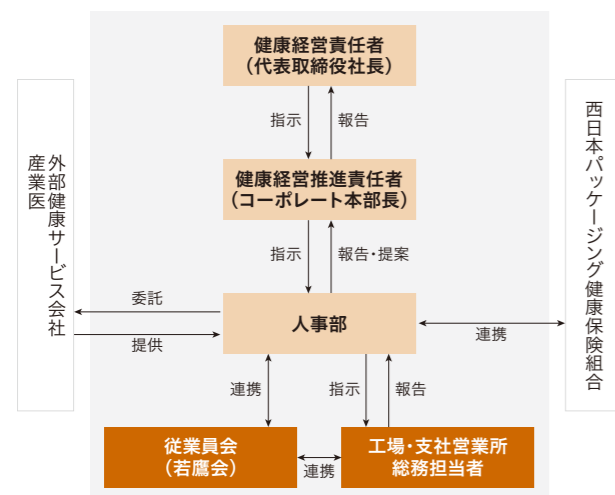 健康経営責任者
（代表取締役社長）
指示
報告
健康経営推進責任者
（コーポレート本部長）
指示
報告・提案
外部健康サービス会社
産業医
委託
提供
人事部
連携
西日本パッケージング健康保険組合
連携
指示
報告
従業員会
（若鷹会）
連携
工場・支社営業所
総務担当者